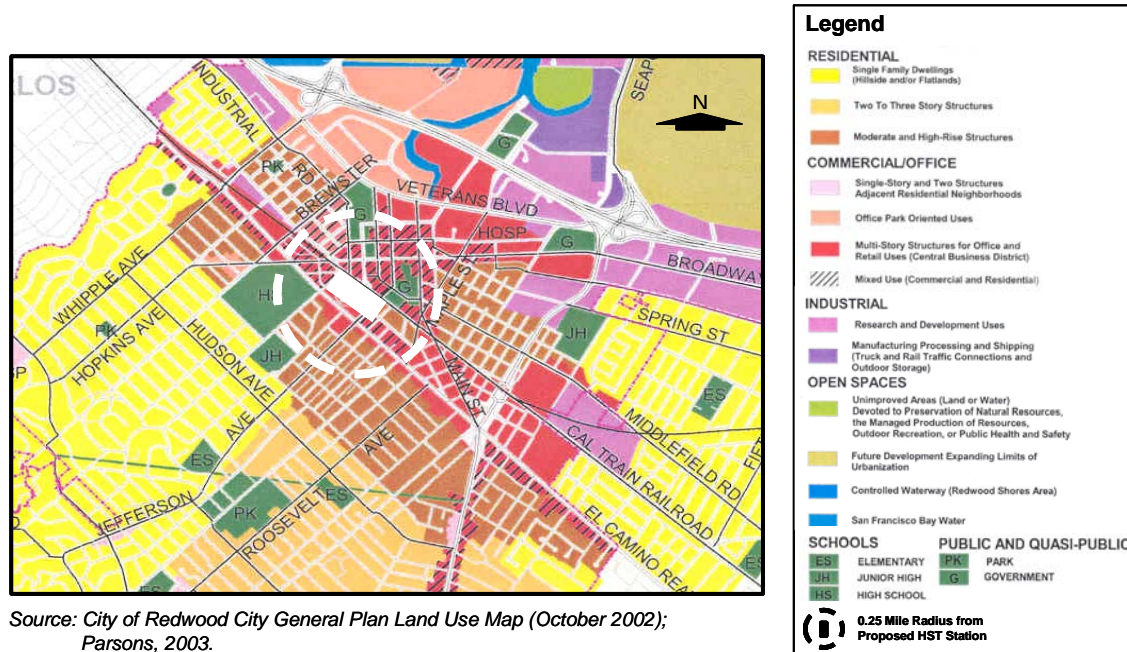 LOS
INDUSTRIAL
RD
SEAP
N
PK
BREWSTER
G
G
VETERANS BLVD
HOSP
G
BROADWAY
WHIPPLE AVE
HS
G
MAPLE ST
SPRING ST
HOPKINS AVE
PK
HUDSON AVE
JH
JH
MAIN ST
ES
MIDDLEFIELD RD
CAL TRAIN RAILROAD
AVE
ES
JEFFERSON
AVE
PK
ES
ROOSEVELT
EL CAMINO REA
ES
ES
Source: City of Redwood City General Plan Land Use Map (October 2002);
Parsons, 2003.
Legend
RESIDENTIAL
Single Family Dwellings
(Hillside and/or Flatlands)
Two To Three Story Structures
Moderate and High-Rise Structures
COMMERCIAL/OFFICE
Single-Story and Two Structures
Adjacent Residential Neighborhoods
Office Park Oriented Uses
Multi-Story Structures for Office and
Retail Uses (Central Business District)
Mixed Use (Commercial and Residential)
INDUSTRIAL
Research and Development Uses
Manufacturing Processing and Shipping
(Truck and Rail Traffic Connections and
Outdoor Storage)
OPEN SPACES
Unimproved Areas (Land or Water)
Devoted to Preservation of Natural Resources,
the Managed Production of Resources,
Outdoor Recreation, or Public Health and Safety
Future Development Expanding Limits of
Urbanization
Controlled Waterway (Redwood Shores Area)
San Francisco Bay Water
SCHOOLS
ES ELEMENTARY
JH JUNIOR HIGH
HS HIGH SCHOOL
PUBLIC AND QUASI-PUBLIC
PK PARK
G GOVERNMENT
0.25 Mile Radius from
Proposed HST Station